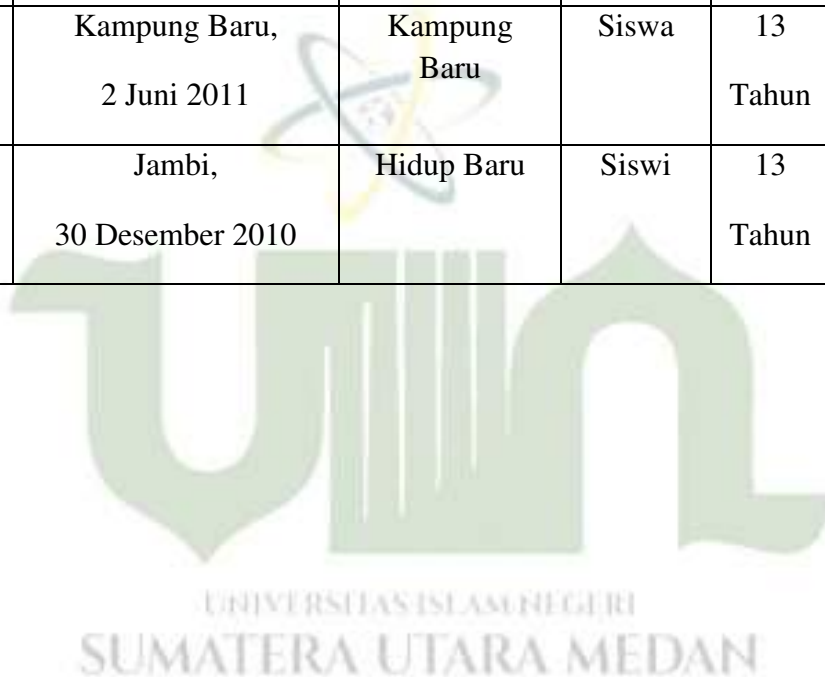 Kampung Baru, Kampung Siswa 13
Baru
2 Juni 2011 Tahun
Jambi, Hidup Baru Siswi 13
30 Desember 2010 Tahun
UNIVERSITAS ISLAM NEGERI
SUMATERA UTARA MEDAN